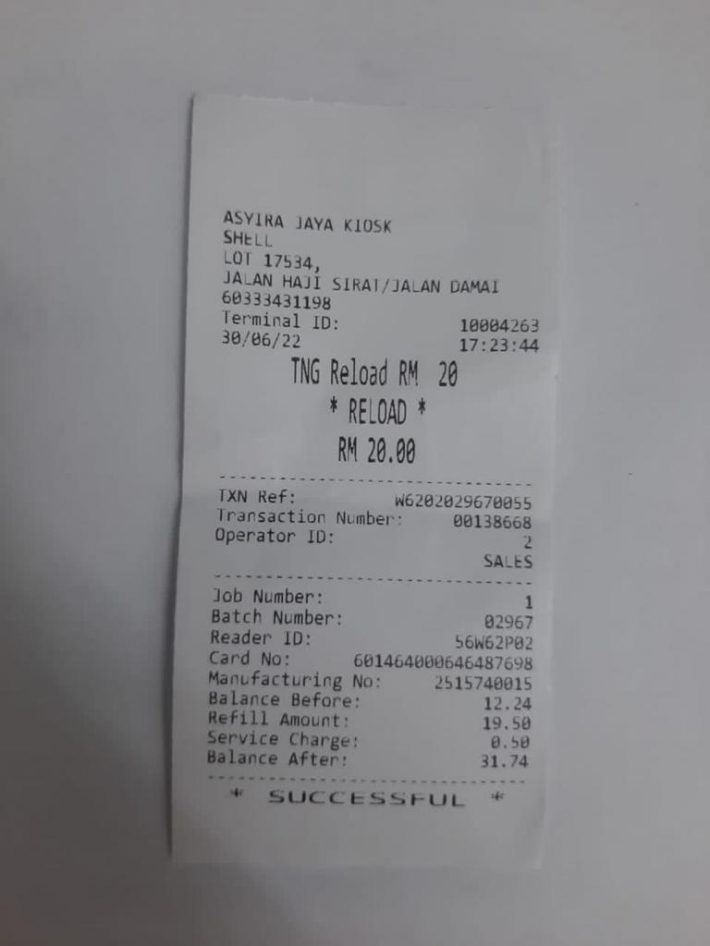 ASYIRA JAYA KIOSK
SHELL
LOT 17534,
JALAN HAJI SIRAT/JALAN DAMAI
60333431198
Terminal ID: 10004263
30/06/22 17:23:44
TNG Reload RM 20
* RELOAD *
RM 20.00
TXN Ref: W6202029670055
Transaction Number: 00138668
Operator ID: 2
SALES
Job Number: 1
Batch Number: 02967
Reader ID: 56W62P02
Card No: 601464000646487698
Manufacturing No: 2515740015
Balance Before: 12.24
Refill Amount: 19.50
Service Charge: 0.50
Balance After: 31.74
* SUCCESSFUL *